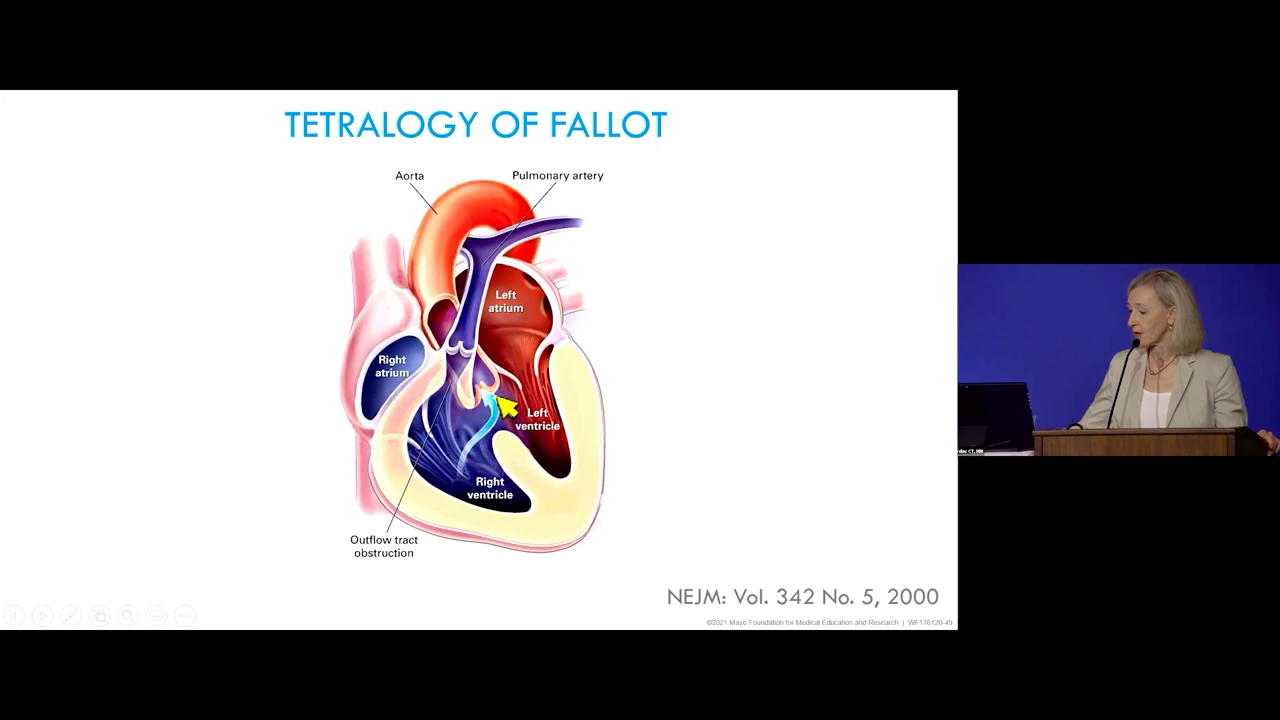 TETRALOGY OF FALLOT
Aorta
Pulmonary artery
Left
atrium
Right
atrium
Left
ventricle
Right
ventricle
Outflow tract
obstruction
NEJM: Vol. 342 No. 5, 2000
©2021 Mayo Foundation for Medical Education and Research | WF176120-49